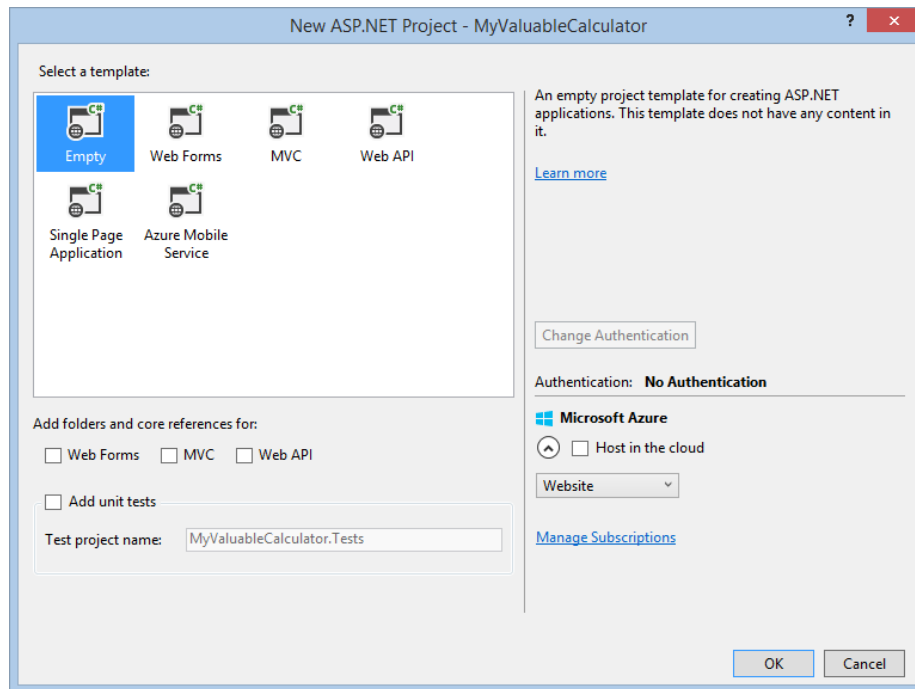 New ASP.NET Project - MyValuableCalculator
?
Select a template:
C#
C#
C#
C#
Empty
Web Forms
MVC
Web API
C#
C#
Single Page
Application
Azure Mobile
Service
An empty project template for creating ASP.NET
applications. This template does not have any content in
it.
Learn more
Change Authentication
Authentication: No Authentication
Microsoft Azure
Host in the cloud
Website
Manage Subscriptions
Add folders and core references for:
Web Forms
MVC
Web API
Add unit tests
Test project name: MyValuableCalculator.Tests
OK
Cancel